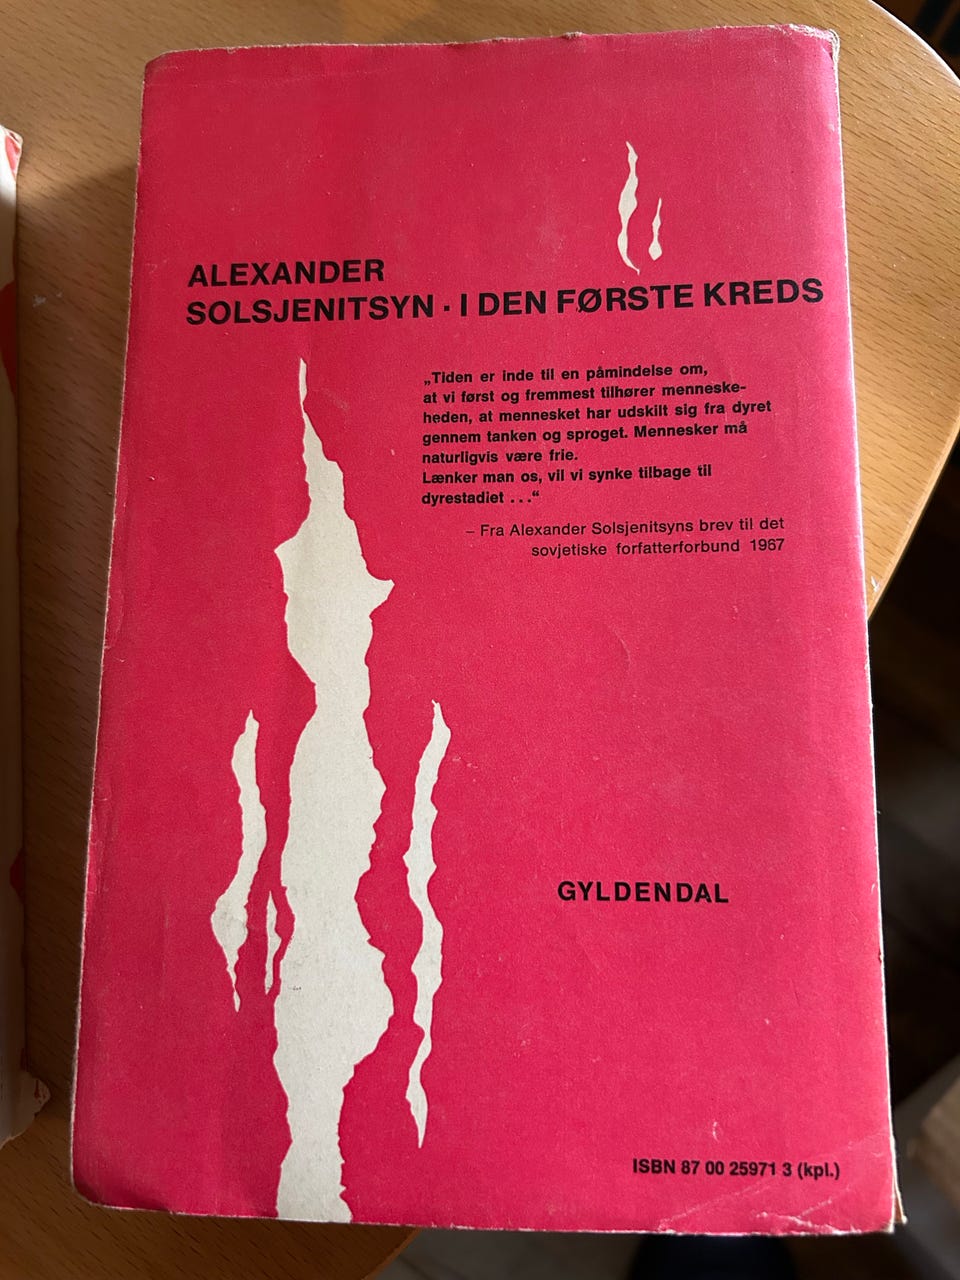 ALEXANDER
SOLSJENITSYN · I DEN FØRSTE KREDS
„Tiden er inde til en påmindelse om,
at vi først og fremmest tilhører menneske-
heden, at mennesket har udskilt sig fra dyret
gennem tanken og sproget. Mennesker må
naturligvis være frie.
Lænker man os, vil vi synke tilbage til
dyrestadiet ...“
– Fra Alexander Solsjenitsyns brev til det
sovjetiske forfatterforbund 1967
GYLDENDAL
ISBN 87 00 25971 3 (kpl.)